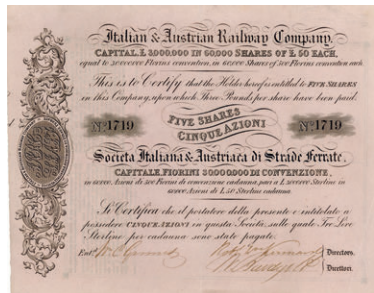 Italian & Austrian Railway Company,
CAPITAL, £ 3,000,000 IN 60,000 SHARES OF £ 50 EACH,
equal to 30,000,000 Florins convention, in 60,000 Shares of 500 Florins convention each.
This is to Certify that the Holder hereof is entitled to FIVE SHARES
in this Company, upon which Three Pounds per share have been paid.
FIVE SHARES
No. 1719
No. 1719
CINQUE AZIONI
Societa Italiana & Austriaca di Strade Ferrate,
CAPITALE FIORINI 30,000,000 DI CONVENZIONE,
in 60,000 Azioni di 500 Fiorini di convenzione cadauna, pari a £ 3,000,000 Sterline in
60,000 Azioni di L. 50 Sterline cadauna
Si Certifica che il portatore della presente è intitolato a
possedere CINQUE AZIONI in questa Società, sulle quali Tre Lire
Sterline per cadauna sono state pagate.
Entd.
Directors.
Direttori.